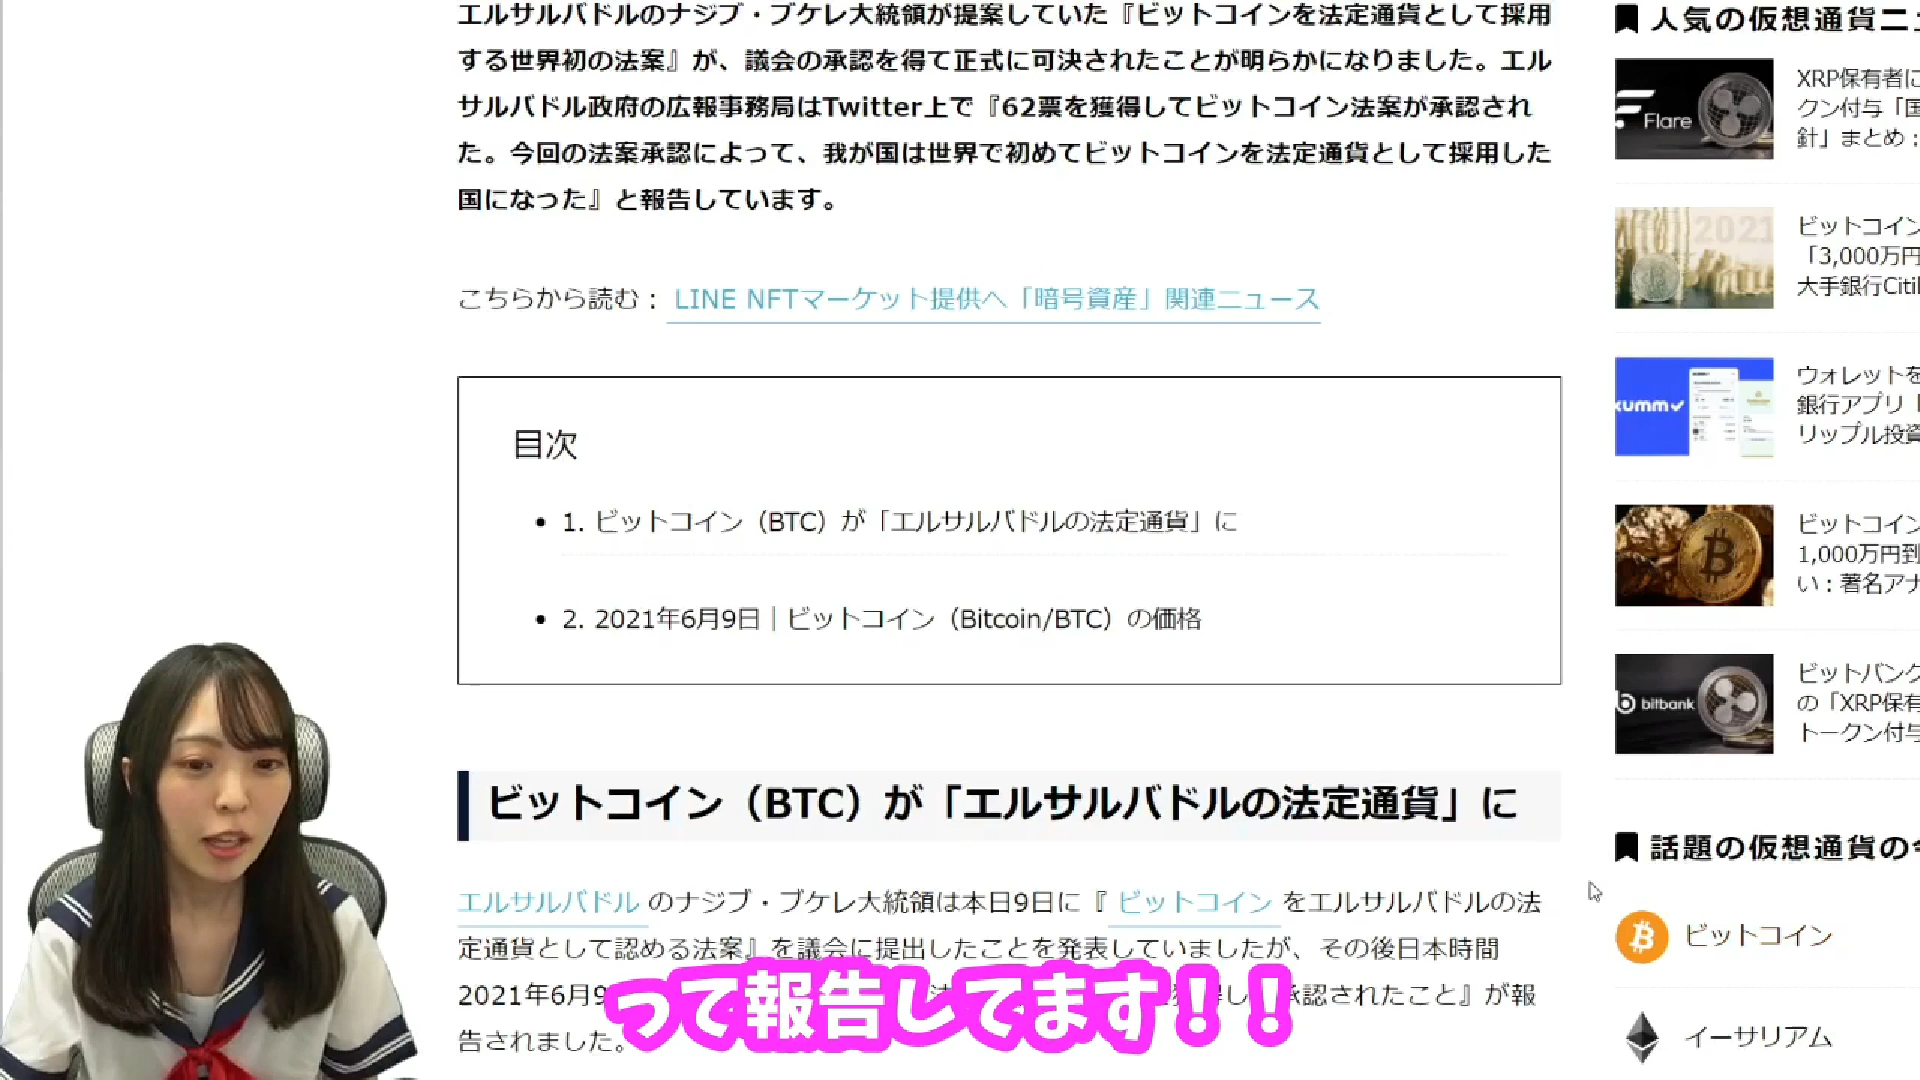 エルサルバドルのナジブ・ブケレ大統領が提案していた『ビットコインを法定通貨として採用
する世界初の法案』が、議会の承認を得て正式に可決されたことが明らかになりました。エル
サルバドル政府の広報事務局はTwitter上で『62票を獲得してビットコイン法案が承認され
た。今回の法案承認によって、我が国は世界で初めてビットコインを法定通貨として採用した
国になった』と報告しています。
こちらから読む： LINE NFTマーケット提供へ「暗号資産」関連ニュース
目次
• 1. ビットコイン（BTC）が「エルサルバドルの法定通貨」に
• 2. 2021年6月9日｜ビットコイン（Bitcoin/BTC）の価格
ビットコイン（BTC）が「エルサルバドルの法定通貨」に
エルサルバドル のナジブ・ブケレ大統領は本日9日に『 ビットコイン をエルサルバドルの法
定通貨として認める法案』を議会に提出したことを発表していましたが、その後日本時間
2021年6月9
承認されたこと』が報
告されました。
って報告してます！！
人気の仮想通貨ニュ
Flare
XRP保有者に
クン付与「国
針」まとめ：
2021
ビットコイン
「3,000万円
大手銀行Citi
xumm
ウォレットを
銀行アプリ「
リップル投資
ビットコイン
1,000万円到
い：著名アナ
bitbank
ビットバンク
の「XRP保有
トークン付与
話題の仮想通貨の今
ビットコイン
イーサリアム